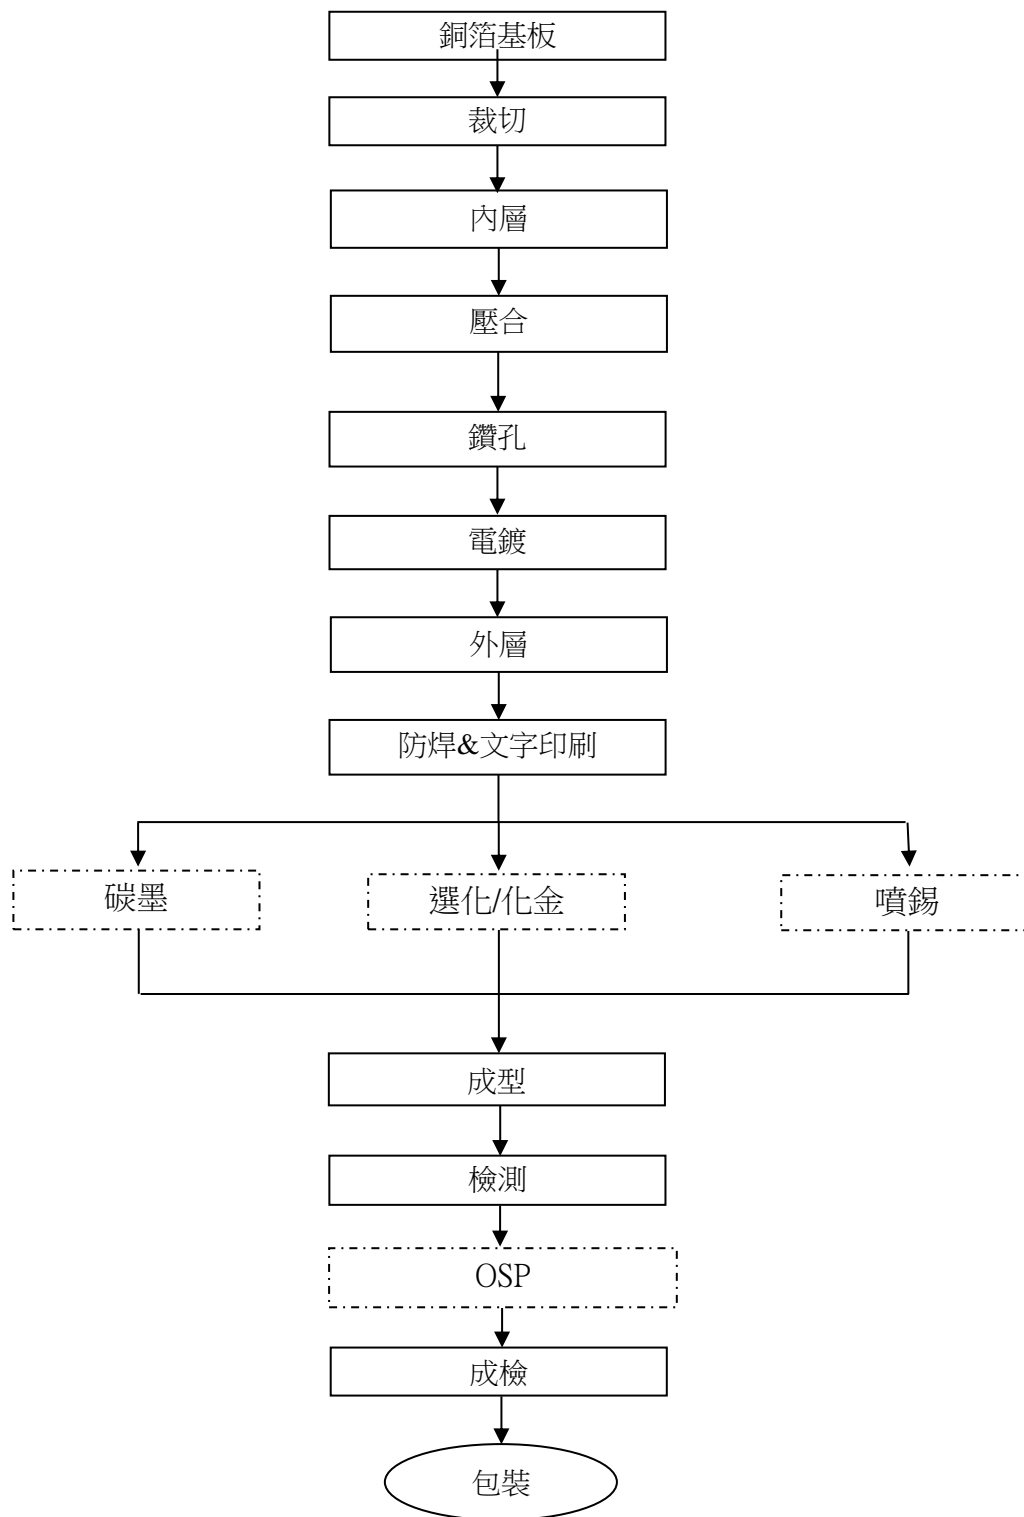 銅箔基板
裁切
內層
壓合
鑽孔
電鍍
外層
防焊&文字印刷
碳墨
選化/化金
噴錫
成型
檢測
OSP
成檢
包裝